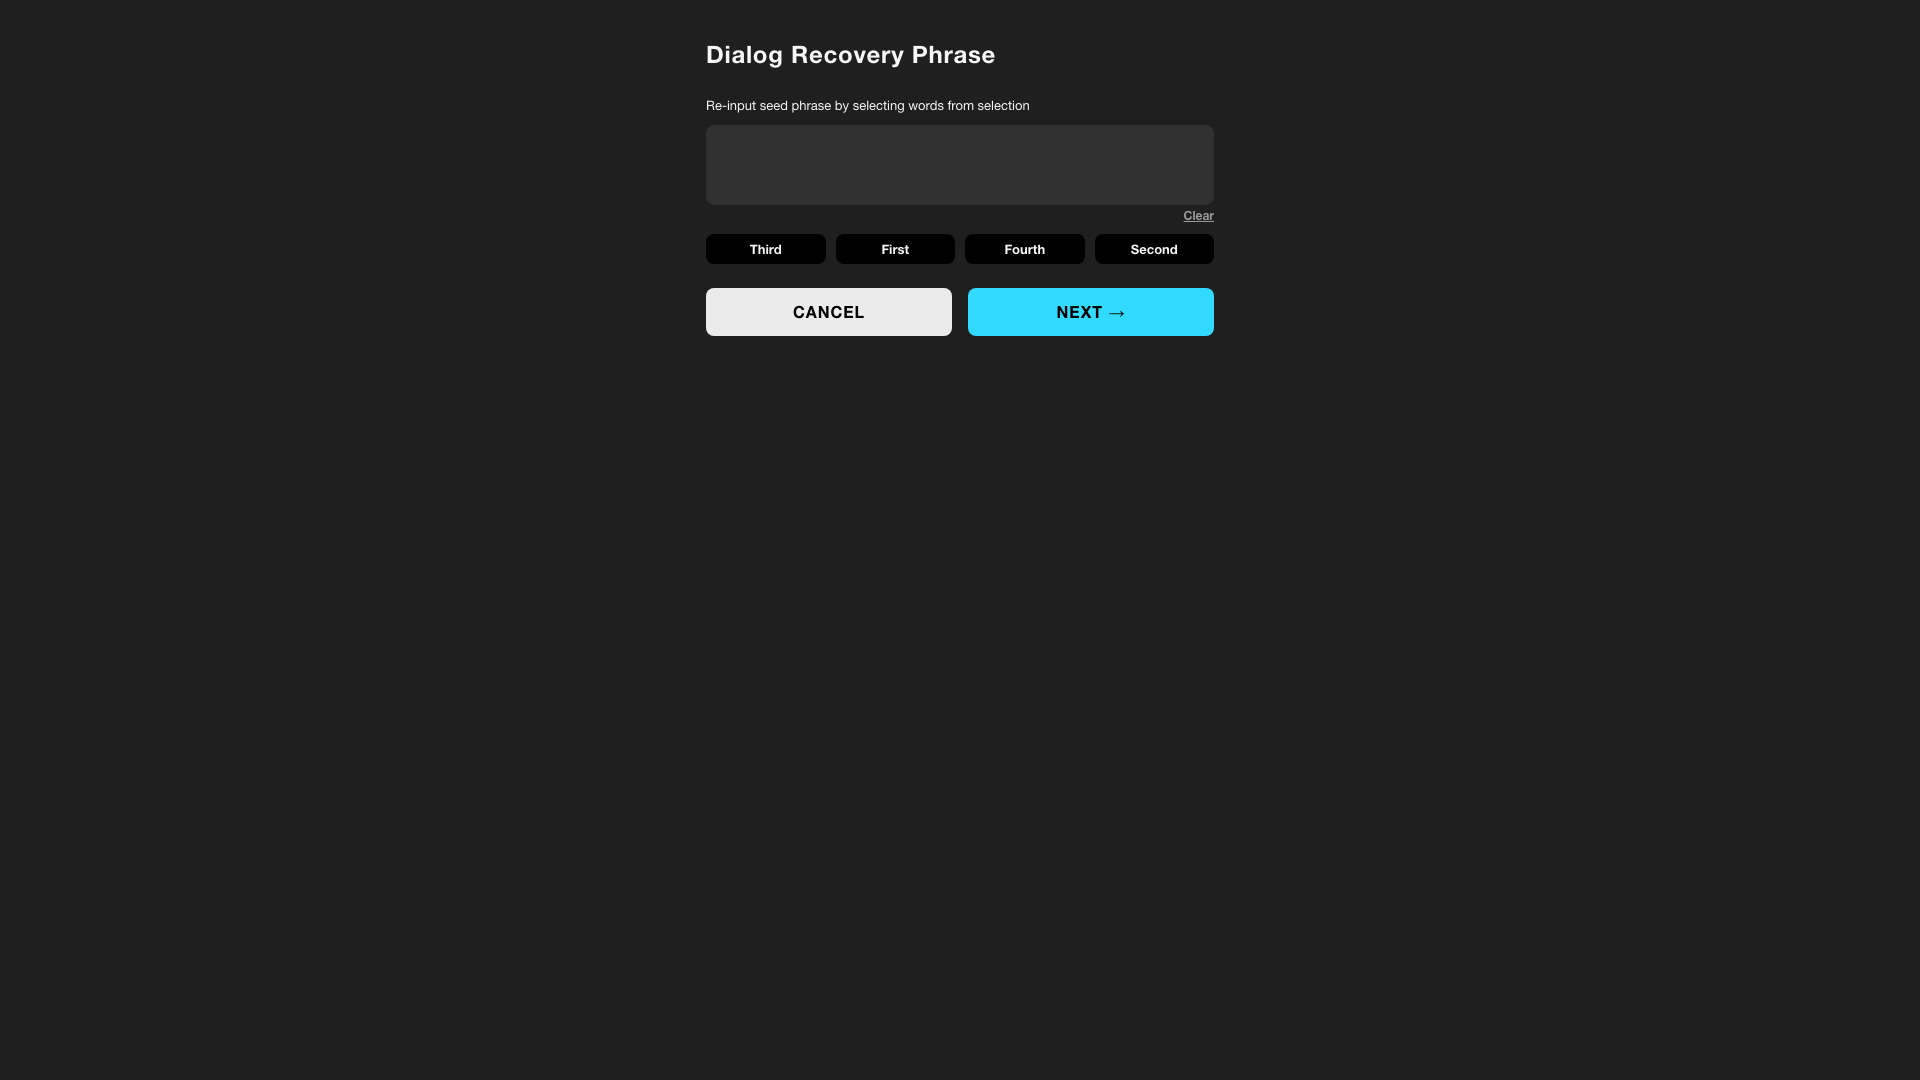 Dialog Recovery Phrase
Re-input seed phrase by selecting words from selection
Clear
Third First Fourth Second
CANCEL NEXT →